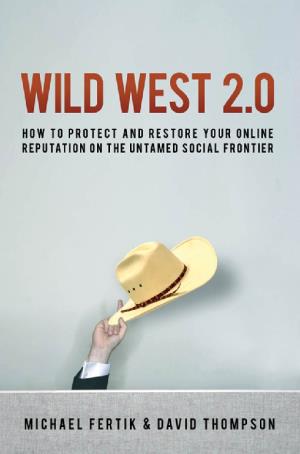 WILD WEST 2.0
HOW TO PROTECT AND RESTORE YOUR ONLINE
REPUTATION ON THE UNTAMED SOCIAL FRONTIER
MICHAEL FERTIK & DAVID THOMPSON